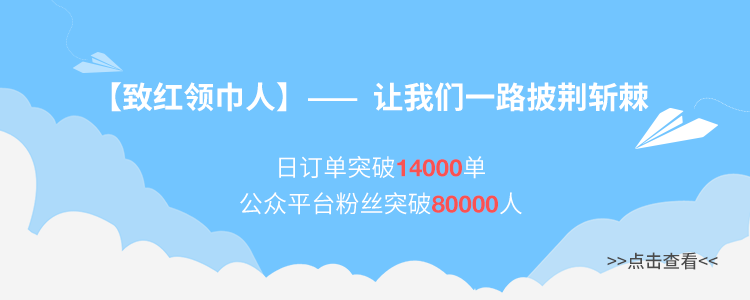 【致红领巾人】—— 让我们一路披荆斩棘
日订单突破14000单
公众平台粉丝突破80000人
>>点击查看<<